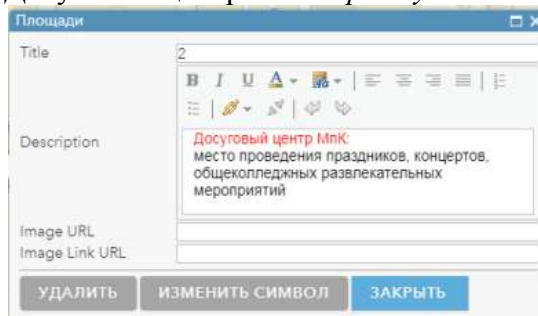 Площади
Title
2
B I U A
Description
Досуговый центр МпК:
место проведения праздников, концертов,
общеколледжных развлекательных
мероприятий
Image URL
Image Link URL
УДАЛИТЬ ИЗМЕНИТЬ СИМВОЛ ЗАКРЫТЬ